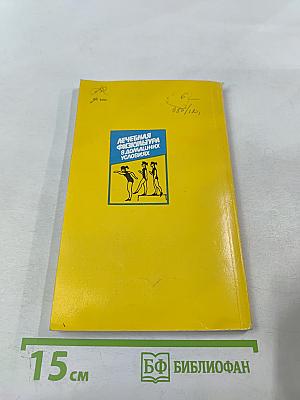 ЛЕЧЕБНАЯ
ФИЗКУЛЬТУРА
В ДОМАШНИХ
УСЛОВИЯХ
15 см
БФ БИБЛИОФАН